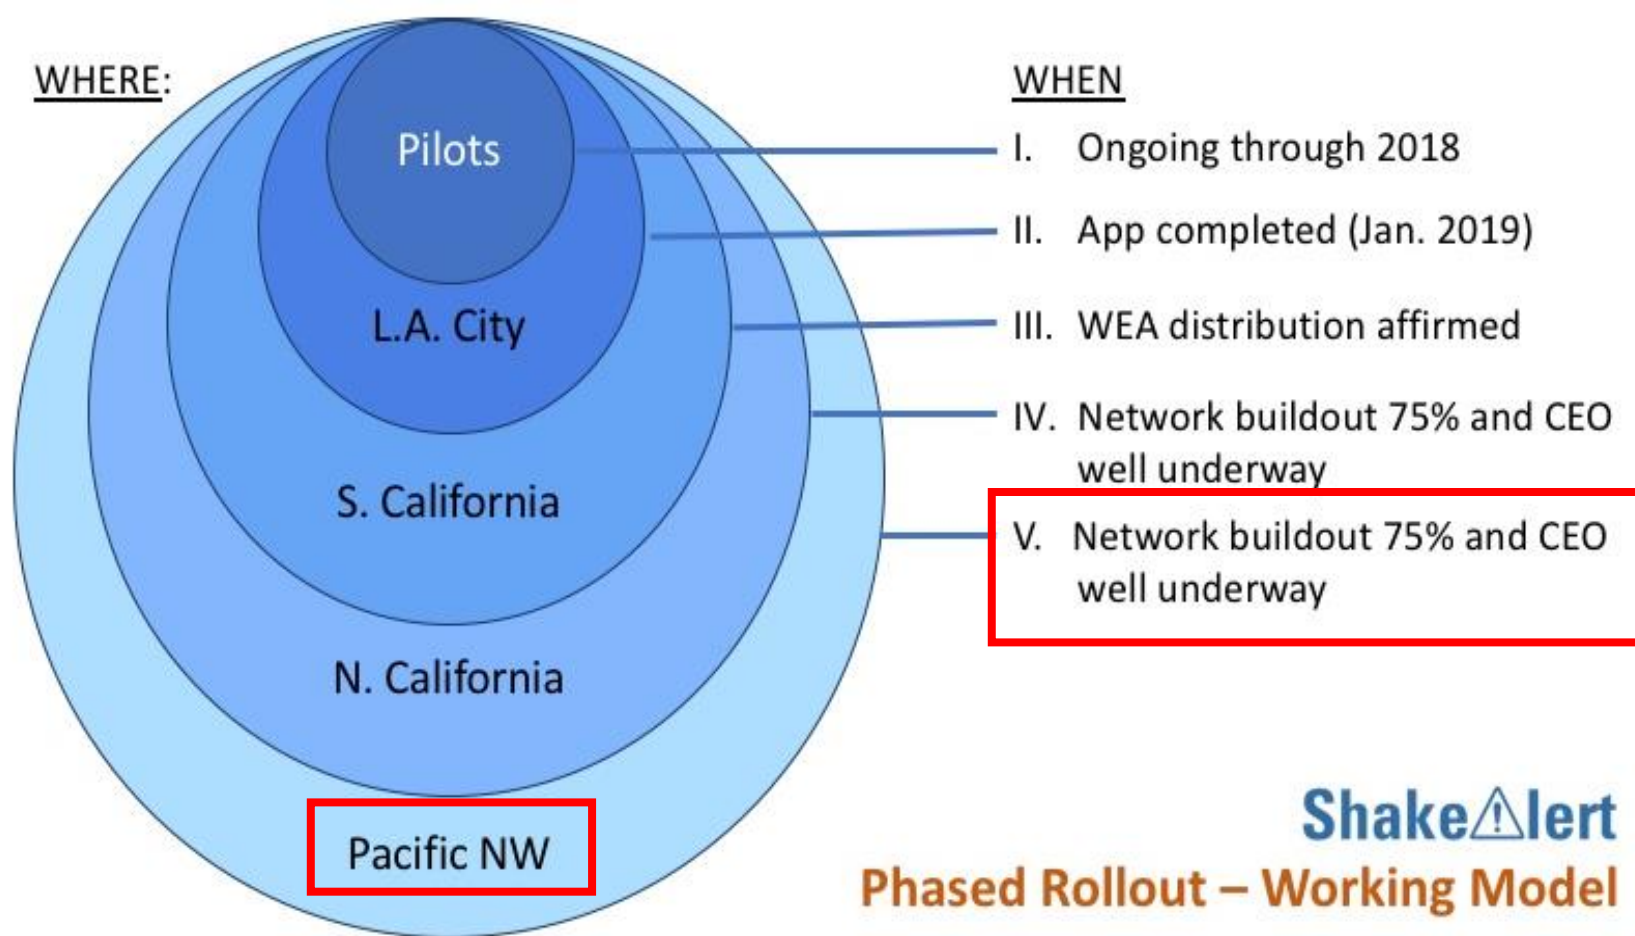 WHERE:
Pilots
L.A. City
S. California
N. California
Pacific NW
WHEN
I. Ongoing through 2018
II. App completed (Jan. 2019)
III. WEA distribution affirmed
IV. Network buildout 75% and CEO
well underway
V. Network buildout 75% and CEO
well underway
ShakeAlert
Phased Rollout – Working Model